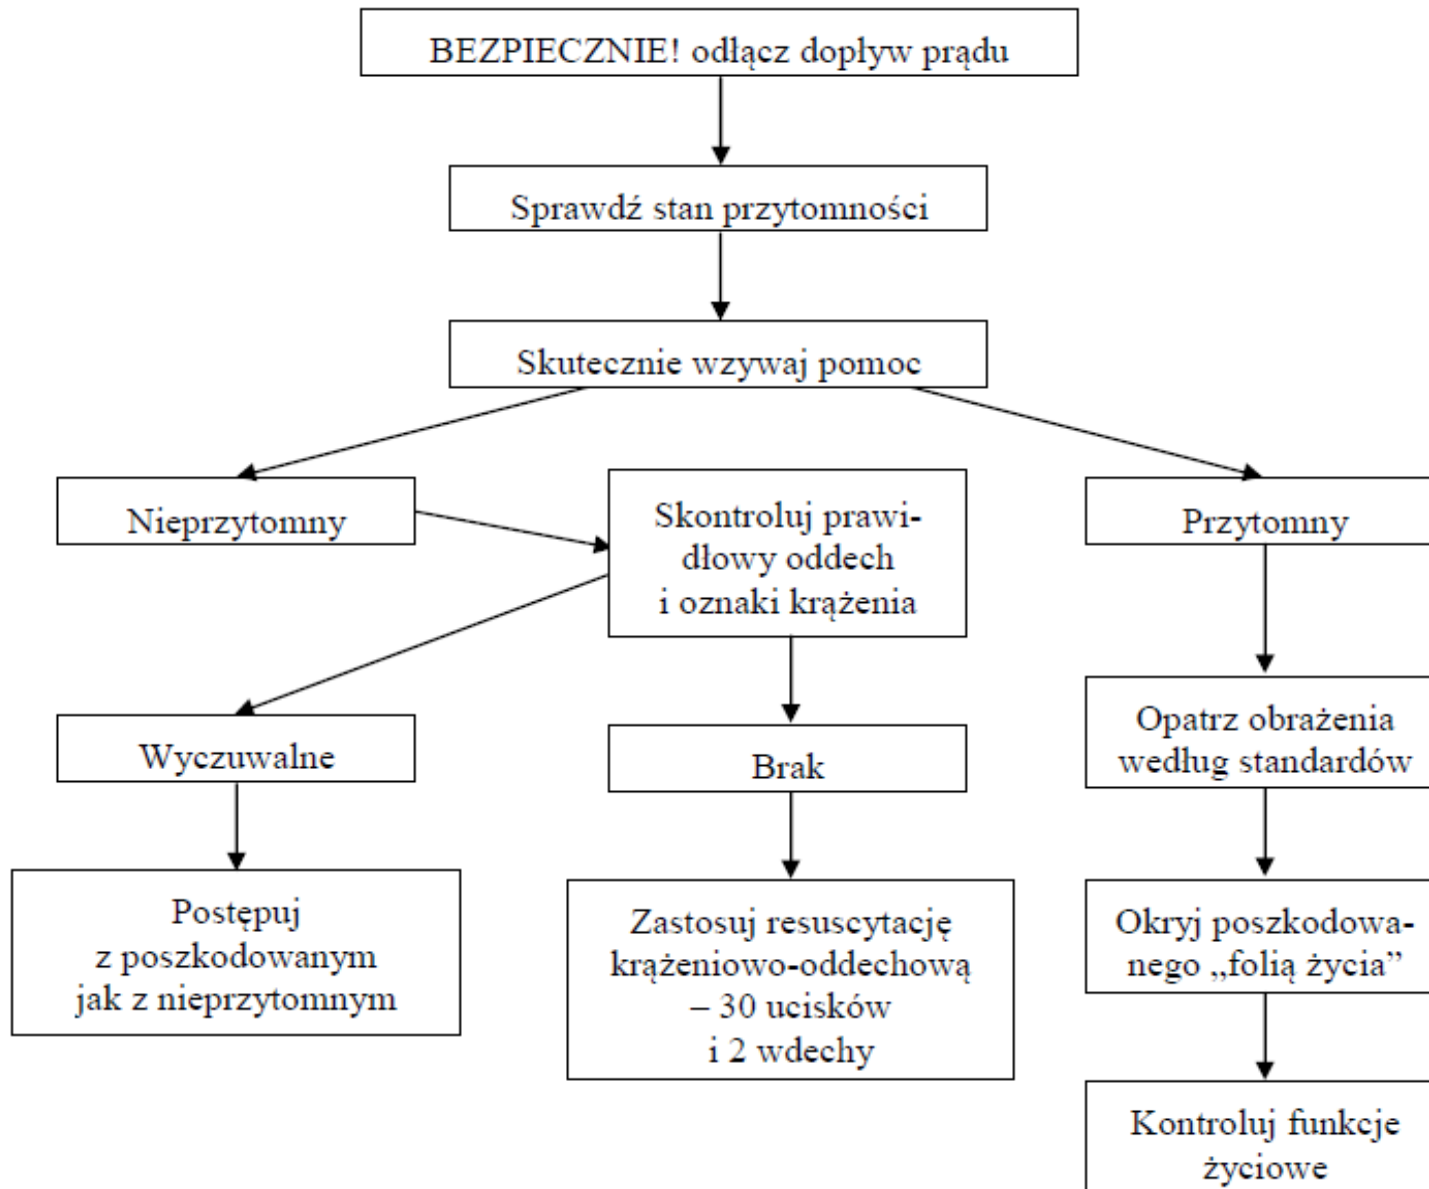 BEZPIECZNIE! odłącz dopływ prądu
Sprawdź stan przytomności
Skutecznie wzywaj pomoc
Nieprzytomny
Skontroluj prawi-
dłowy oddech
i oznaki krążenia
Przytomny
Wyczuwalne
Brak
Opatrz obrażenia
według standardów
Postępuj
z poszkodowanym
jak z nieprzytomnym
Zastosuj resuscytację
krążeniowo-oddechową
– 30 ucisków
i 2 wdechy
Okryj poszkodowa-
nego „folią życia”
Kontroluj funkcje
życiowe